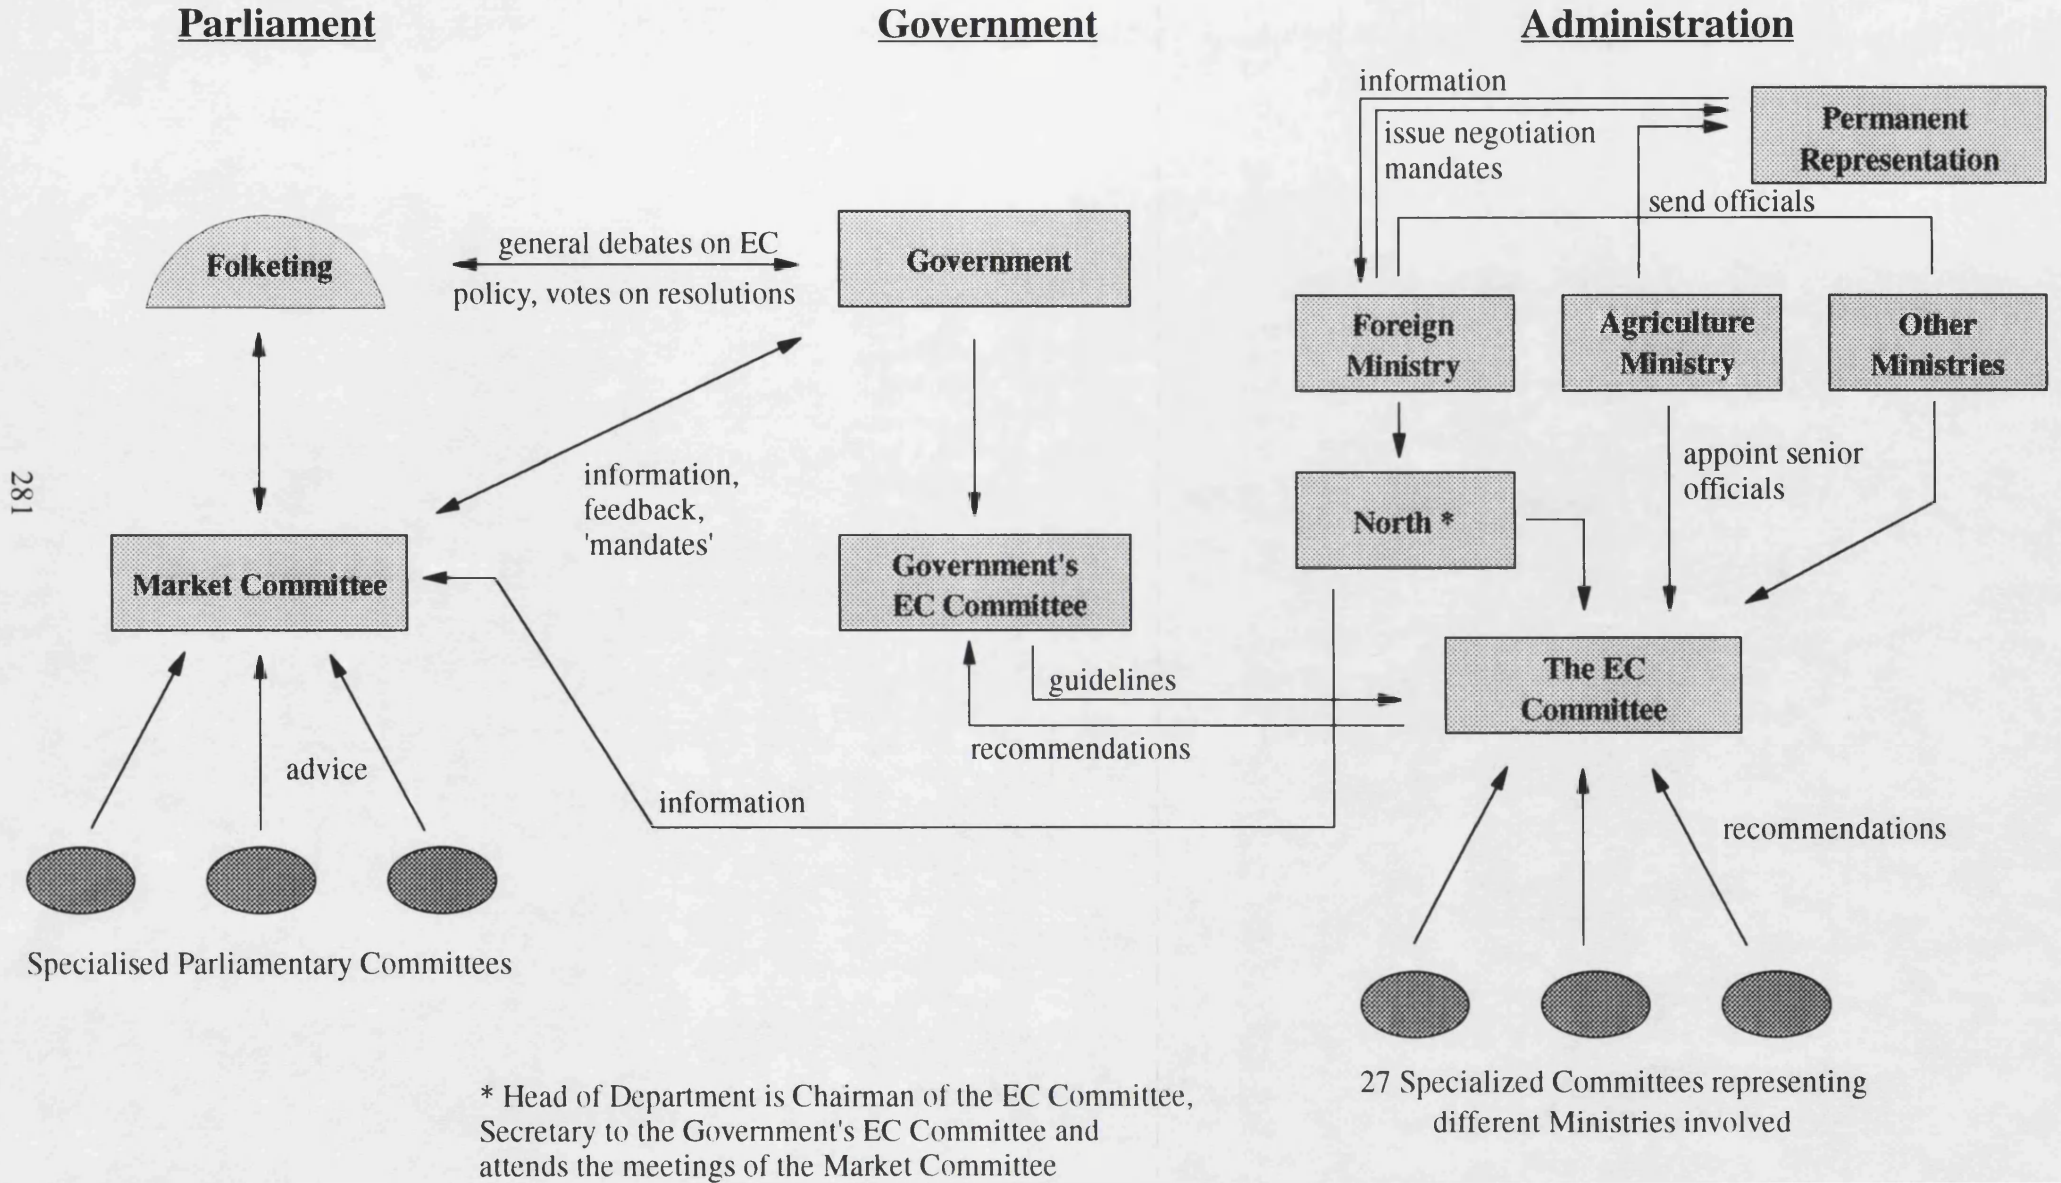 Parliament
Government
Administration
information
Permanent
Representation
issue negotiation
mandates
send officials
Folketing
general debates on EC
policy, votes on resolutions
Government
Foreign
Ministry
Agriculture
Ministry
Other
Ministries
appoint senior
officials
information,
feedback,
'mandates'
North *
281
Market Committee
Government's
EC Committee
The EC
Committee
guidelines
recommendations
advice
information
recommendations
Specialised Parliamentary Committees
27 Specialized Committees representing
different Ministries involved
* Head of Department is Chairman of the EC Committee,
Secretary to the Government's EC Committee and
attends the meetings of the Market Committee